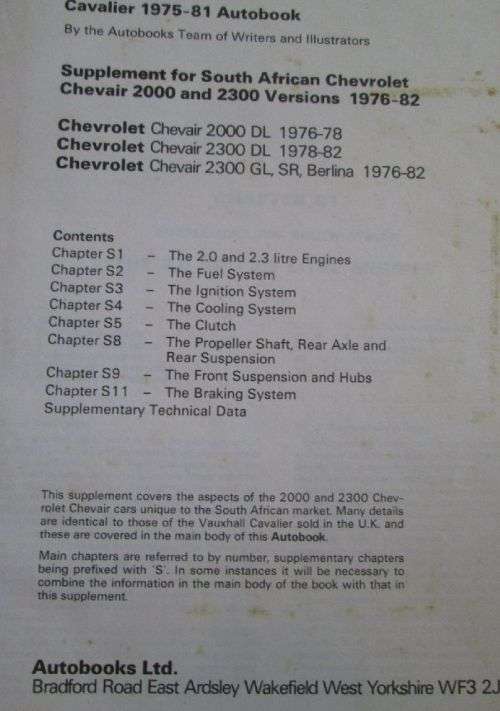 Cavalier 1975-81 Autobook
By the Autobooks Team of Writers and Illustrators
Supplement for South African Chevrolet
Chevair 2000 and 2300 Versions 1976-82
Chevrolet Chevair 2000 DL 1976-78
Chevrolet Chevair 2300 DL 1978-82
Chevrolet Chevair 2300 GL, SR, Berlina 1976-82
Contents
Chapter S1 – The 2.0 and 2.3 litre Engines
Chapter S2 – The Fuel System
Chapter S3 – The Ignition System
Chapter S4 – The Cooling System
Chapter S5 – The Clutch
Chapter S8 – The Propeller Shaft, Rear Axle and
Rear Suspension
Chapter S9 – The Front Suspension and Hubs
Chapter S11 – The Braking System
Supplementary Technical Data
This supplement covers the aspects of the 2000 and 2300 Chev-
rolet Chevair cars unique to the South African market. Many details
are identical to those of the Vauxhall Cavalier sold in the U.K. and
these are covered in the main body of this Autobook.
Main chapters are referred to by number, supplementary chapters
being prefixed with 'S'. In some instances it will be necessary to
combine the information in the main body of the book with that in
this supplement.
Autobooks Ltd.
Bradford Road East Ardsley Wakefield West Yorkshire WF3 2J